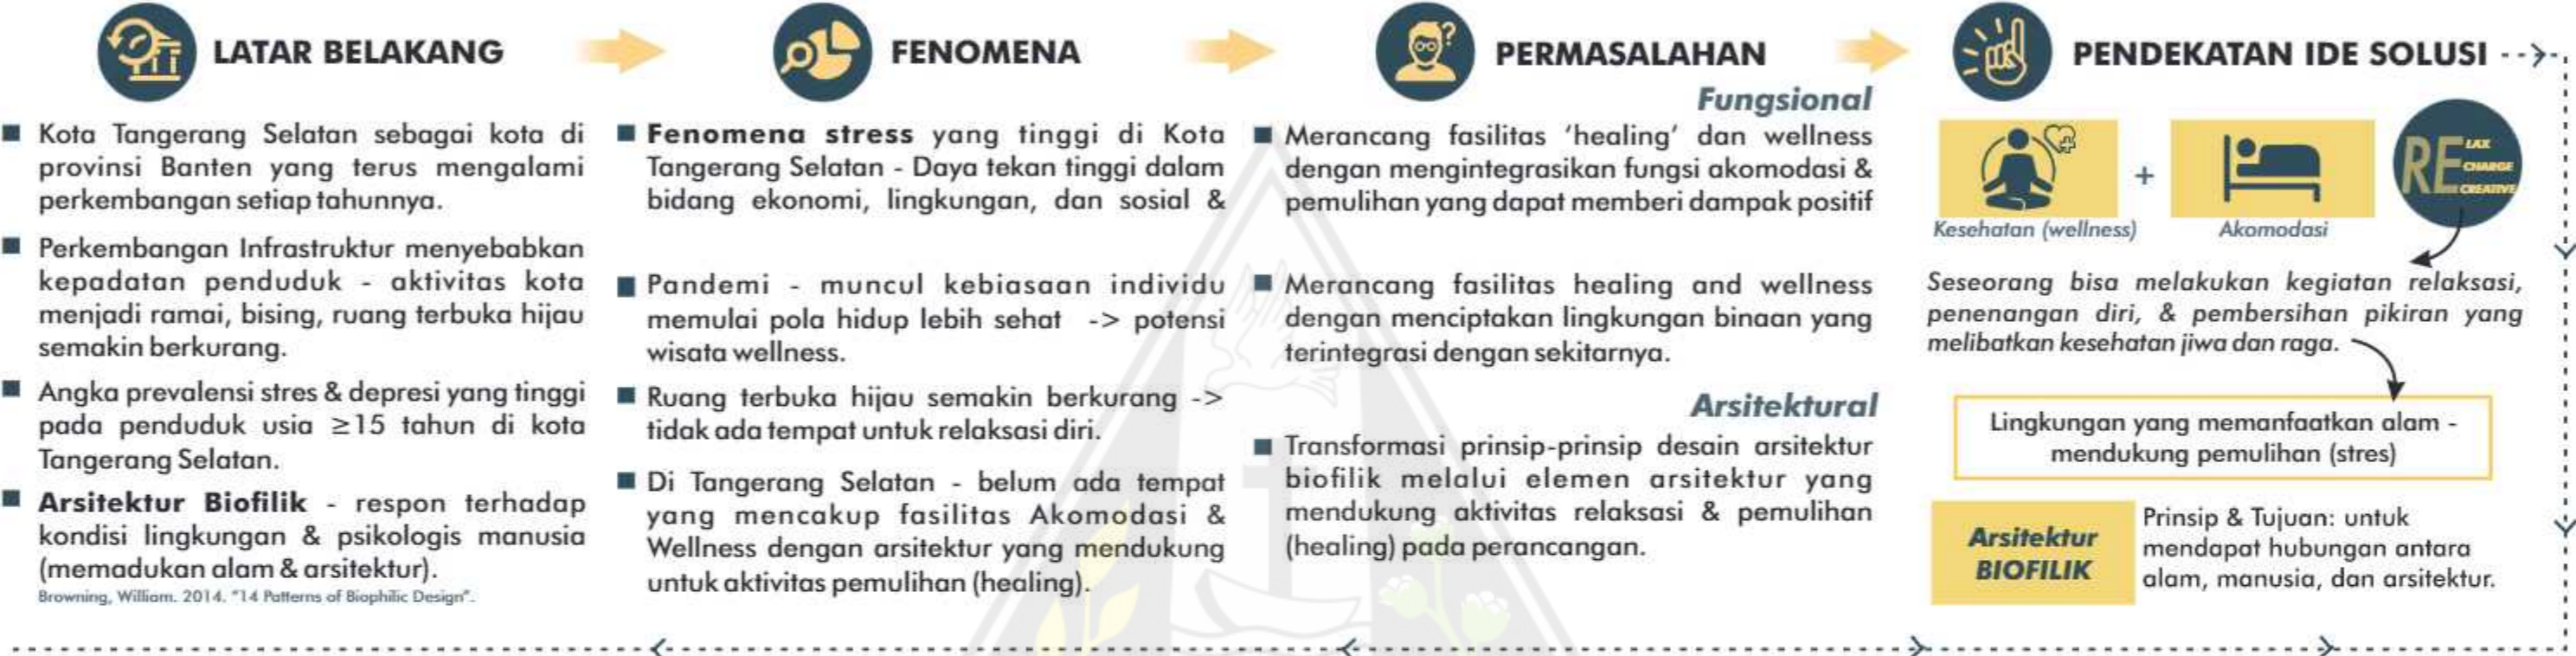 LATAR BELAKANG
Kota Tangerang Selatan sebagai kota di
provinsi Banten yang terus mengalami
perkembangan setiap tahunnya.
Perkembangan Infrastruktur menyebabkan
kepadatan penduduk - aktivitas kota
menjadi ramai, bising, ruang terbuka hijau
semakin berkurang.
Angka prevalensi stres & depresi yang tinggi
pada penduduk usia ≥15 tahun di kota
Tangerang Selatan.
Arsitektur Biofilik - respon terhadap
kondisi lingkungan & psikologis manusia
(memadukan alam & arsitektur).
Browning, William. 2014. "14 Patterns of Biophilic Design".
FENOMENA
Fenomena stress yang tinggi di Kota
Tangerang Selatan - Daya tekan tinggi dalam
bidang ekonomi, lingkungan, dan sosial &
Pandemi - muncul kebiasaan individu
memulai pola hidup lebih sehat -> potensi
wisata wellness.
Ruang terbuka hijau semakin berkurang ->
tidak ada tempat untuk relaksasi diri.
Di Tangerang Selatan - belum ada tempat
yang mencakup fasilitas Akomodasi &
Wellness dengan arsitektur yang mendukung
untuk aktivitas pemulihan (healing).
PERMASALAHAN
Fungsional
Merancang fasilitas 'healing' dan wellness
dengan mengintegrasikan fungsi akomodasi &
pemulihan yang dapat memberi dampak positif
Merancang fasilitas healing and wellness
dengan menciptakan lingkungan binaan yang
terintegrasi dengan sekitarnya.
Arsitektural
Transformasi prinsip-prinsip desain arsitektur
biofilik melalui elemen arsitektur yang
mendukung aktivitas relaksasi & pemulihan
(healing) pada perancangan.
PENDEKATAN IDE SOLUSI
+
RE
LAX
CHARGE
CREATIVE
Kesehatan (wellness)
Akomodasi
Seseorang bisa melakukan kegiatan relaksasi,
penenangan diri, & pembersihan pikiran yang
melibatkan kesehatan jiwa dan raga.
Lingkungan yang memanfaatkan alam -
mendukung pemulihan (stres)
Arsitektur
BIOFILIK
Prinsip & Tujuan: untuk
mendapat hubungan antara
alam, manusia, dan arsitektur.